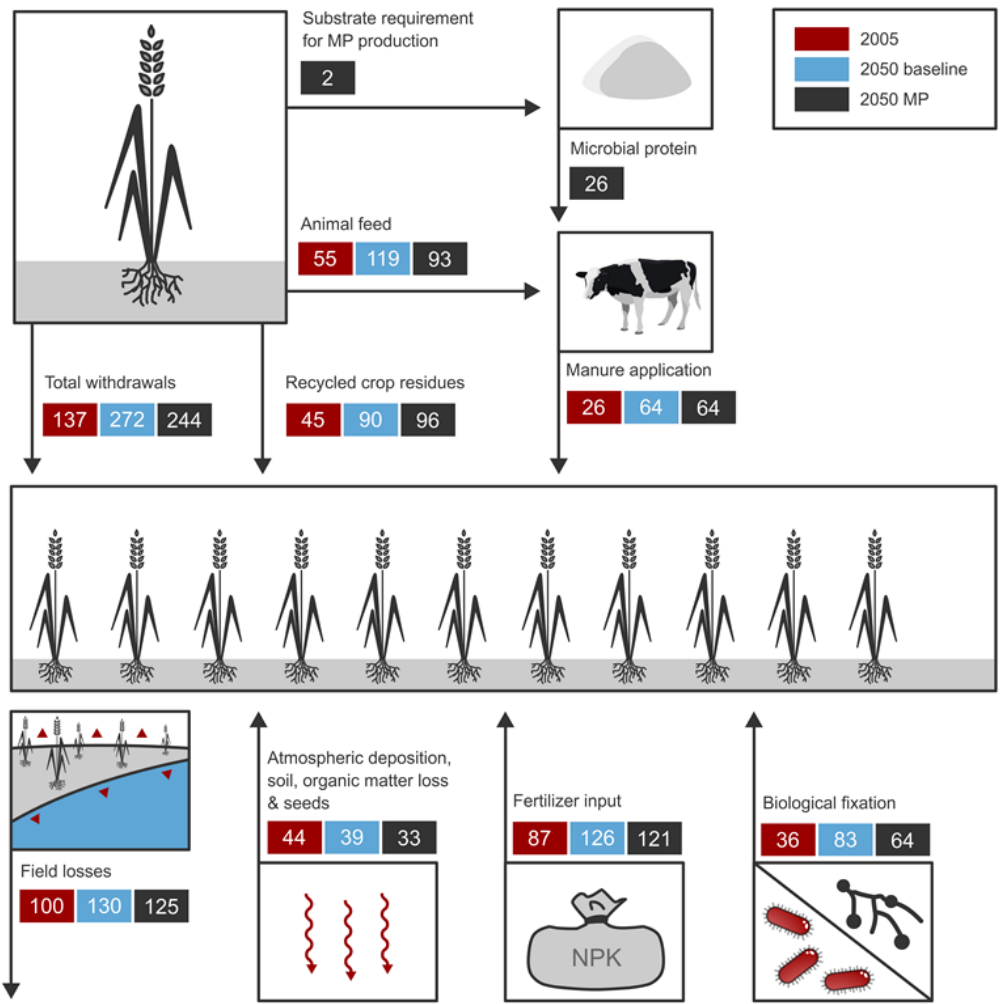 Substrate requirement
for MP production
2
2005
2050 baseline
2050 MP
Microbial protein
26
Animal feed
55 119 93
Total withdrawals
137 272 244
Recycled crop residues
45 90 96
Manure application
26 64 64
Atmospheric deposition,
soil, organic matter loss
& seeds
44 39 33
Fertilizer input
87 126 121
Biological fixation
36 83 64
Field losses
100 130 125
NPK